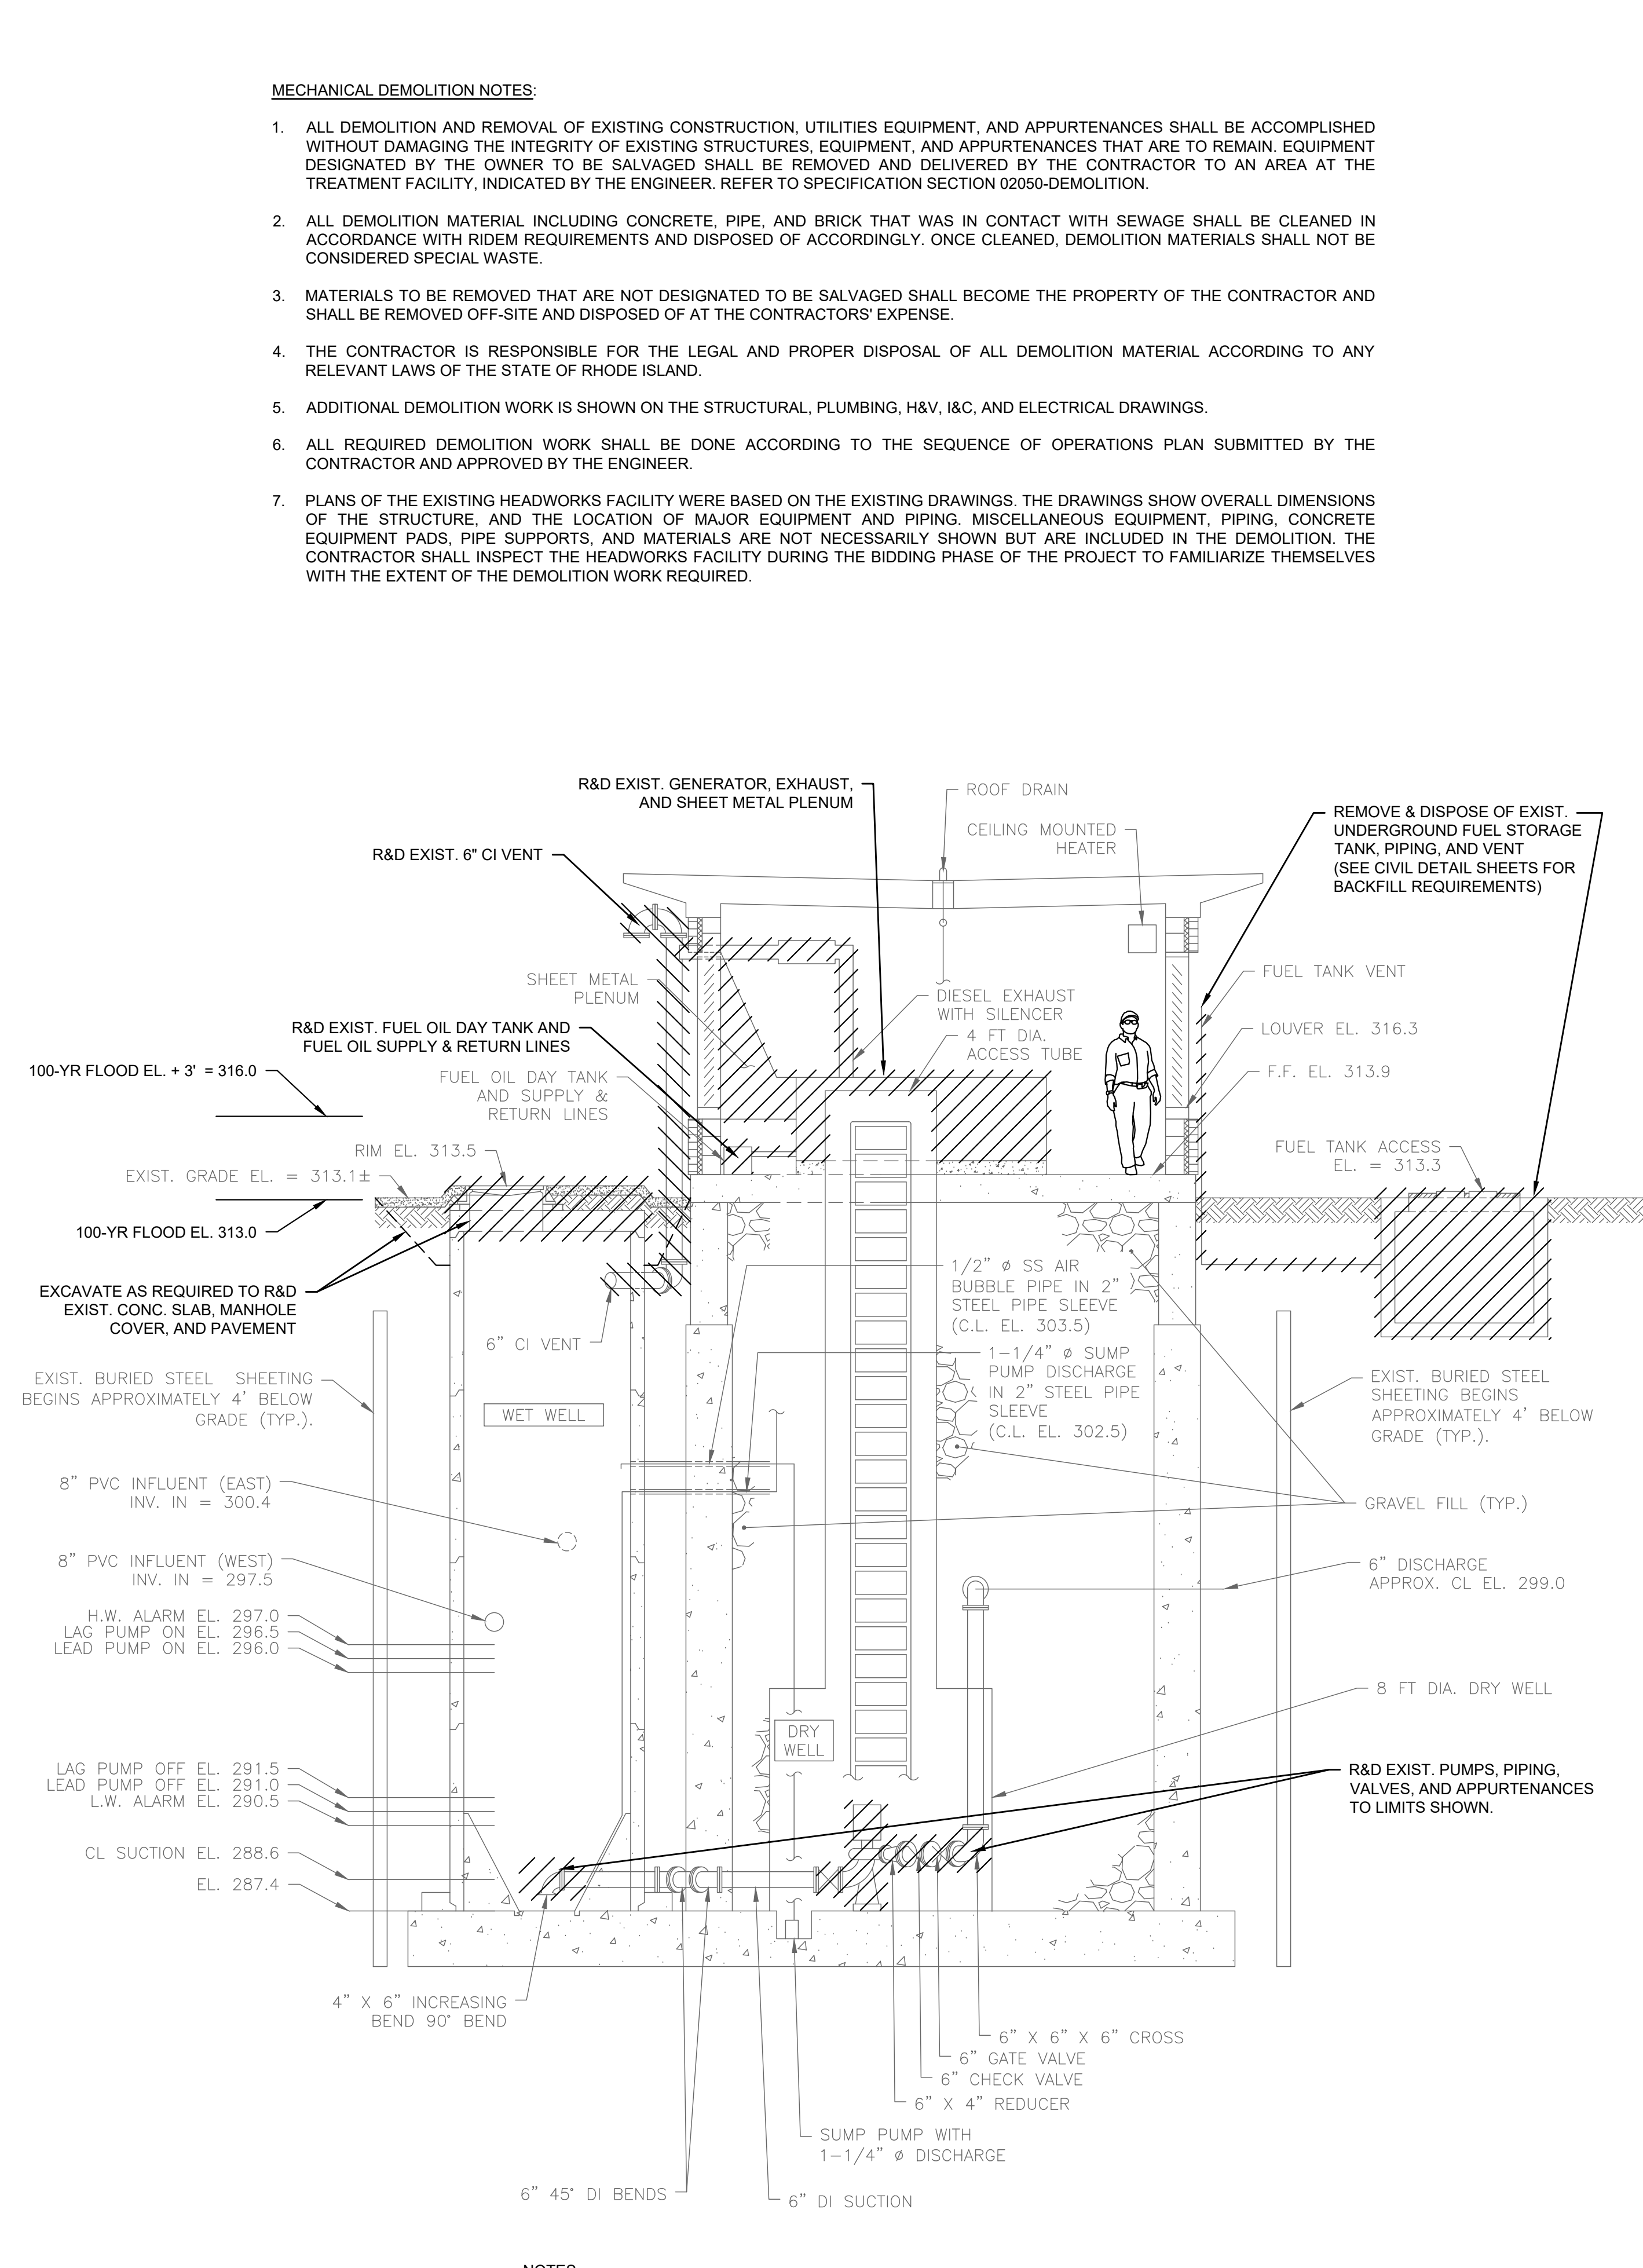 MECHANICAL DEMOLITION NOTES:
1. ALL DEMOLITION AND REMOVAL OF EXISTING CONSTRUCTION, UTILITIES EQUIPMENT, AND APPURTENANCES SHALL BE ACCOMPLISHED
WITHOUT DAMAGING THE INTEGRITY OF EXISTING STRUCTURES, EQUIPMENT, AND APPURTENANCES THAT ARE TO REMAIN. EQUIPMENT
DESIGNATED BY THE OWNER TO BE SALVAGED SHALL BE REMOVED AND DELIVERED BY THE CONTRACTOR TO AN AREA AT THE
TREATMENT FACILITY, INDICATED BY THE ENGINEER. REFER TO SPECIFICATION SECTION 02050-DEMOLITION.
2. ALL DEMOLITION MATERIAL INCLUDING CONCRETE, PIPE, AND BRICK THAT WAS IN CONTACT WITH SEWAGE SHALL BE CLEANED IN
ACCORDANCE WITH RIDEM REQUIREMENTS AND DISPOSED OF ACCORDINGLY. ONCE CLEANED, DEMOLITION MATERIALS SHALL NOT BE
CONSIDERED SPECIAL WASTE.
3. MATERIALS TO BE REMOVED THAT ARE NOT DESIGNATED TO BE SALVAGED SHALL BECOME THE PROPERTY OF THE CONTRACTOR AND
SHALL BE REMOVED OFF-SITE AND DISPOSED OF AT THE CONTRACTORS' EXPENSE.
4. THE CONTRACTOR IS RESPONSIBLE FOR THE LEGAL AND PROPER DISPOSAL OF ALL DEMOLITION MATERIAL ACCORDING TO ANY
RELEVANT LAWS OF THE STATE OF RHODE ISLAND.
5. ADDITIONAL DEMOLITION WORK IS SHOWN ON THE STRUCTURAL, PLUMBING, H&V, I&C, AND ELECTRICAL DRAWINGS.
6. ALL REQUIRED DEMOLITION WORK SHALL BE DONE ACCORDING TO THE SEQUENCE OF OPERATIONS PLAN SUBMITTED BY THE
CONTRACTOR AND APPROVED BY THE ENGINEER.
7. PLANS OF THE EXISTING HEADWORKS FACILITY WERE BASED ON THE EXISTING DRAWINGS. THE DRAWINGS SHOW OVERALL DIMENSIONS
OF THE STRUCTURE, AND THE LOCATION OF MAJOR EQUIPMENT AND PIPING. MISCELLANEOUS EQUIPMENT, PIPING, CONCRETE
EQUIPMENT PADS, PIPE SUPPORTS, AND MATERIALS ARE NOT NECESSARILY SHOWN BUT ARE INCLUDED IN THE DEMOLITION. THE
CONTRACTOR SHALL INSPECT THE HEADWORKS FACILITY DURING THE BIDDING PHASE OF THE PROJECT TO FAMILIARIZE THEMSELVES
WITH THE EXTENT OF THE DEMOLITION WORK REQUIRED.
R&D EXIST. GENERATOR, EXHAUST,
AND SHEET METAL PLENUM
ROOF DRAIN
CEILING MOUNTED
HEATER
REMOVE & DISPOSE OF EXIST.
UNDERGROUND FUEL STORAGE
TANK, PIPING, AND VENT
(SEE CIVIL DETAIL SHEETS FOR
BACKFILL REQUIREMENTS)
R&D EXIST. 6" CI VENT
SHEET METAL
PLENUM
DIESEL EXHAUST
WITH SILENCER
4 FT DIA.
ACCESS TUBE
FUEL TANK VENT
LOUVER EL. 316.3
F.F. EL. 313.9
R&D EXIST. FUEL OIL DAY TANK AND
FUEL OIL SUPPLY & RETURN LINES
100-YR FLOOD EL. + 3' = 316.0
FUEL OIL DAY TANK
AND SUPPLY &
RETURN LINES
RIM EL. 313.5
EXIST. GRADE EL. = 313.1±
FUEL TANK ACCESS
EL. = 313.3
100-YR FLOOD EL. 313.0
EXCAVATE AS REQUIRED TO R&D
EXIST. CONC. SLAB, MANHOLE
COVER, AND PAVEMENT
1/2" ø SS AIR
BUBBLE PIPE IN 2"
STEEL PIPE SLEEVE
(C.L. EL. 303.5)
6" CI VENT
1-1/4" ø SUMP
PUMP DISCHARGE
IN 2" STEEL PIPE
SLEEVE
(C.L. EL. 302.5)
EXIST. BURIED STEEL SHEETING
BEGINS APPROXIMATELY 4' BELOW
GRADE (TYP.).
WET WELL
EXIST. BURIED STEEL
SHEETING BEGINS
APPROXIMATELY 4' BELOW
GRADE (TYP.).
8" PVC INFLUENT (EAST)
INV. IN = 300.4
GRAVEL FILL (TYP.)
8" PVC INFLUENT (WEST)
INV. IN = 297.5
6" DISCHARGE
APPROX. CL EL. 299.0
H.W. ALARM EL. 297.0
LAG PUMP ON EL. 296.5
LEAD PUMP ON EL. 296.0
8 FT DIA. DRY WELL
DRY
WELL
LAG PUMP OFF EL. 291.5
LEAD PUMP OFF EL. 291.0
L.W. ALARM EL. 290.5
R&D EXIST. PUMPS, PIPING,
VALVES, AND APPURTENANCES
TO LIMITS SHOWN.
CL SUCTION EL. 288.6
EL. 287.4
4" X 6" INCREASING
BEND 90° BEND
6" X 6" X 6" CROSS
6" GATE VALVE
6" CHECK VALVE
6" X 4" REDUCER
SUMP PUMP WITH
1-1/4" ø DISCHARGE
6" 45° DI BENDS
6" DI SUCTION
NOTES